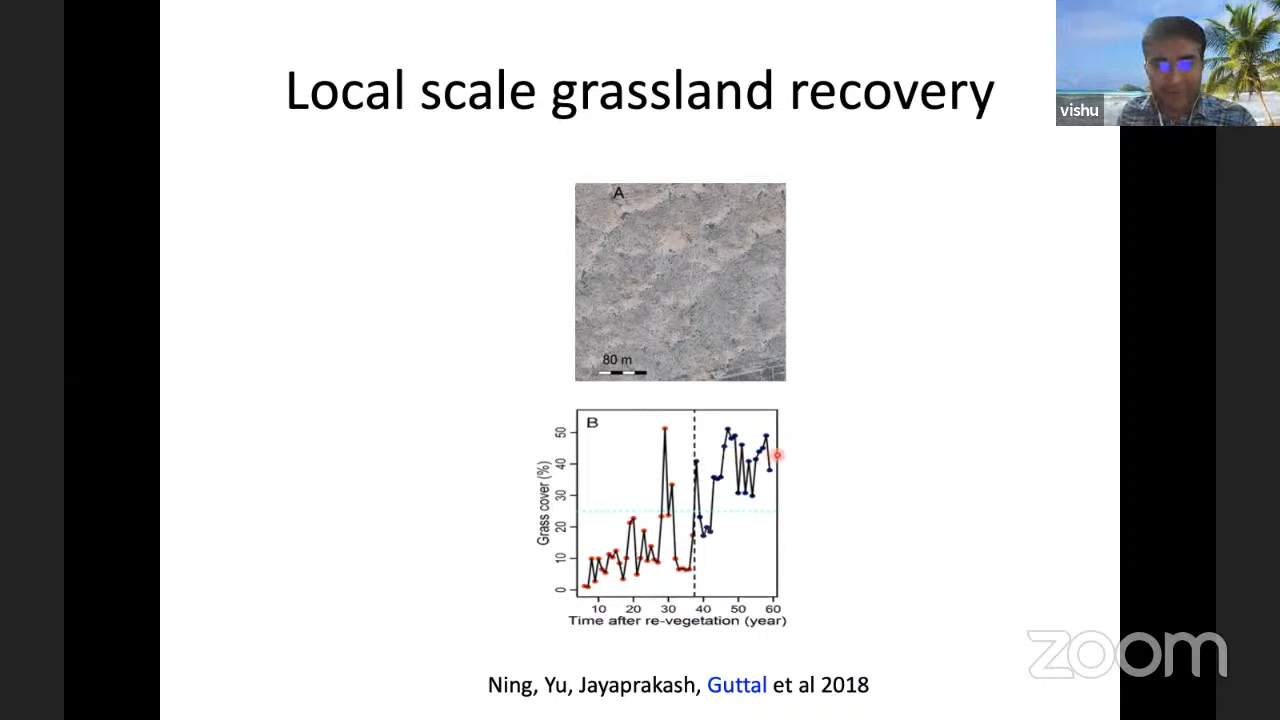 Local scale grassland recovery
vishu
A
80 m
B
Grass cover (%)
50
40
30
20
10
0
10 20 30 40 50 60
Time after re-vegetation (year)
Ning, Yu, Jayaprakash, Guttal et al 2018
zoom